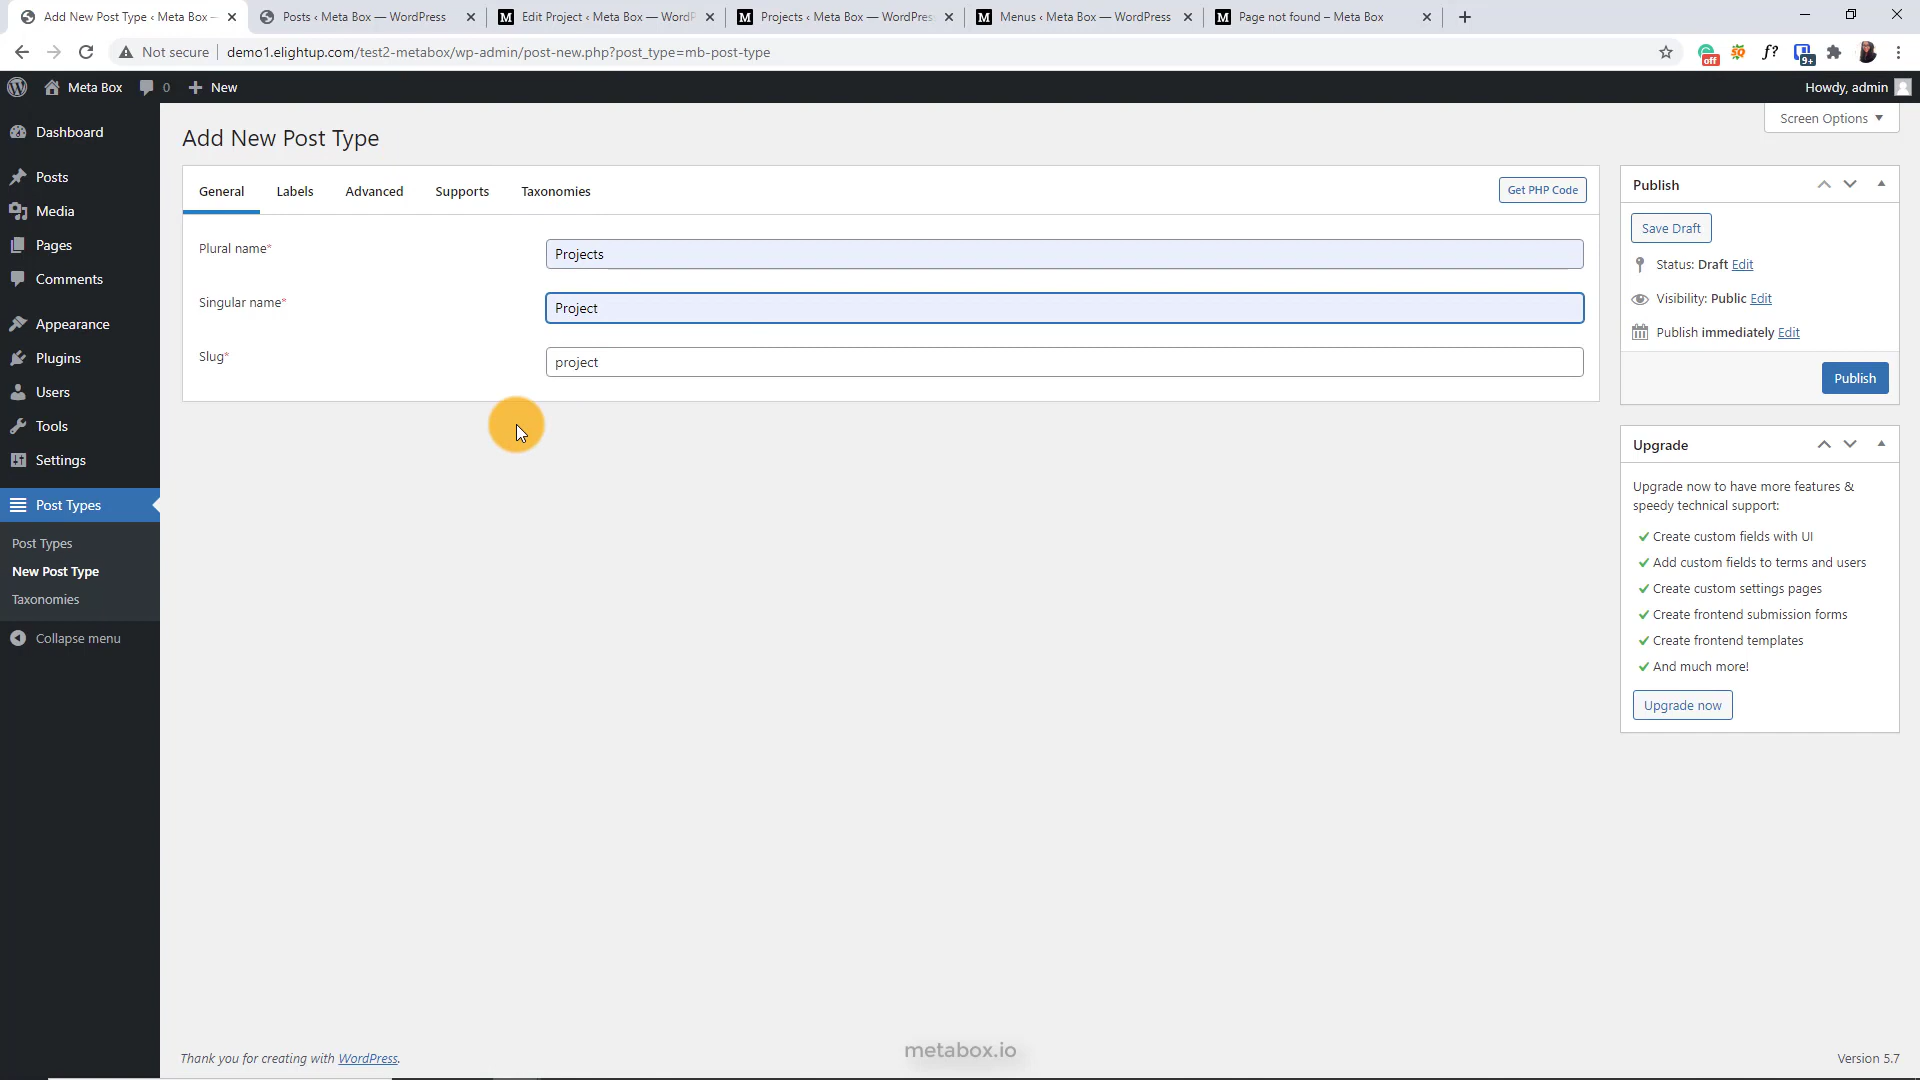 Add New Post Type ‹ Meta Box —
Posts ‹ Meta Box — WordPress
Edit Project ‹ Meta Box — WordP
Projects ‹ Meta Box — WordPres
Menus ‹ Meta Box — WordPress
Page not found – Meta Box
Not secure
demo1.elightup.com/test2-metabox/wp-admin/post-new.php?post_type=mb-post-type
off
f?
9+
Meta Box
0
New
Howdy, admin
Screen Options
Dashboard
Posts
Media
Pages
Comments
Appearance
Plugins
Users
Tools
Settings
Post Types
Post Types
New Post Type
Taxonomies
Collapse menu
Add New Post Type
General
Labels
Advanced
Supports
Taxonomies
Get PHP Code
Plural name*
Projects
Singular name*
Project
Slug*
project
Publish
Save Draft
Status: Draft Edit
Visibility: Public Edit
Publish immediately Edit
Publish
Upgrade
Upgrade now to have more features &
speedy technical support:
Create custom fields with UI
Add custom fields to terms and users
Create custom settings pages
Create frontend submission forms
Create frontend templates
And much more!
Upgrade now
Thank you for creating with WordPress.
metabox.io
Version 5.7